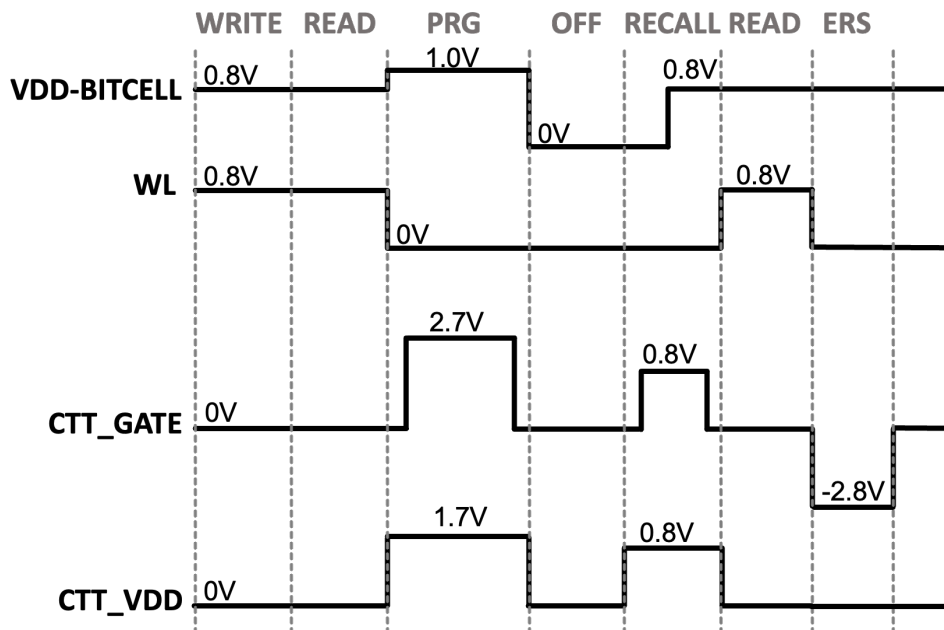 WRITE READ PRG OFF RECALL READ ERS
1.0V
VDD-BITCELL 0.8V 0.8V
0V
WL 0.8V 0.8V
0V
2.7V
0.8V
CTT_GATE 0V
-2.8V
1.7V
0.8V
CTT_VDD 0V